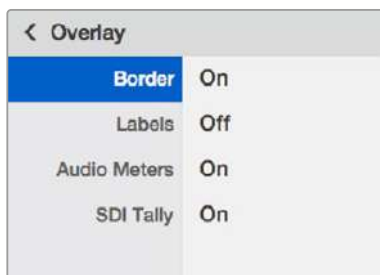 Overlay
Border On
Labels Off
Audio Meters On
SDI Tally On